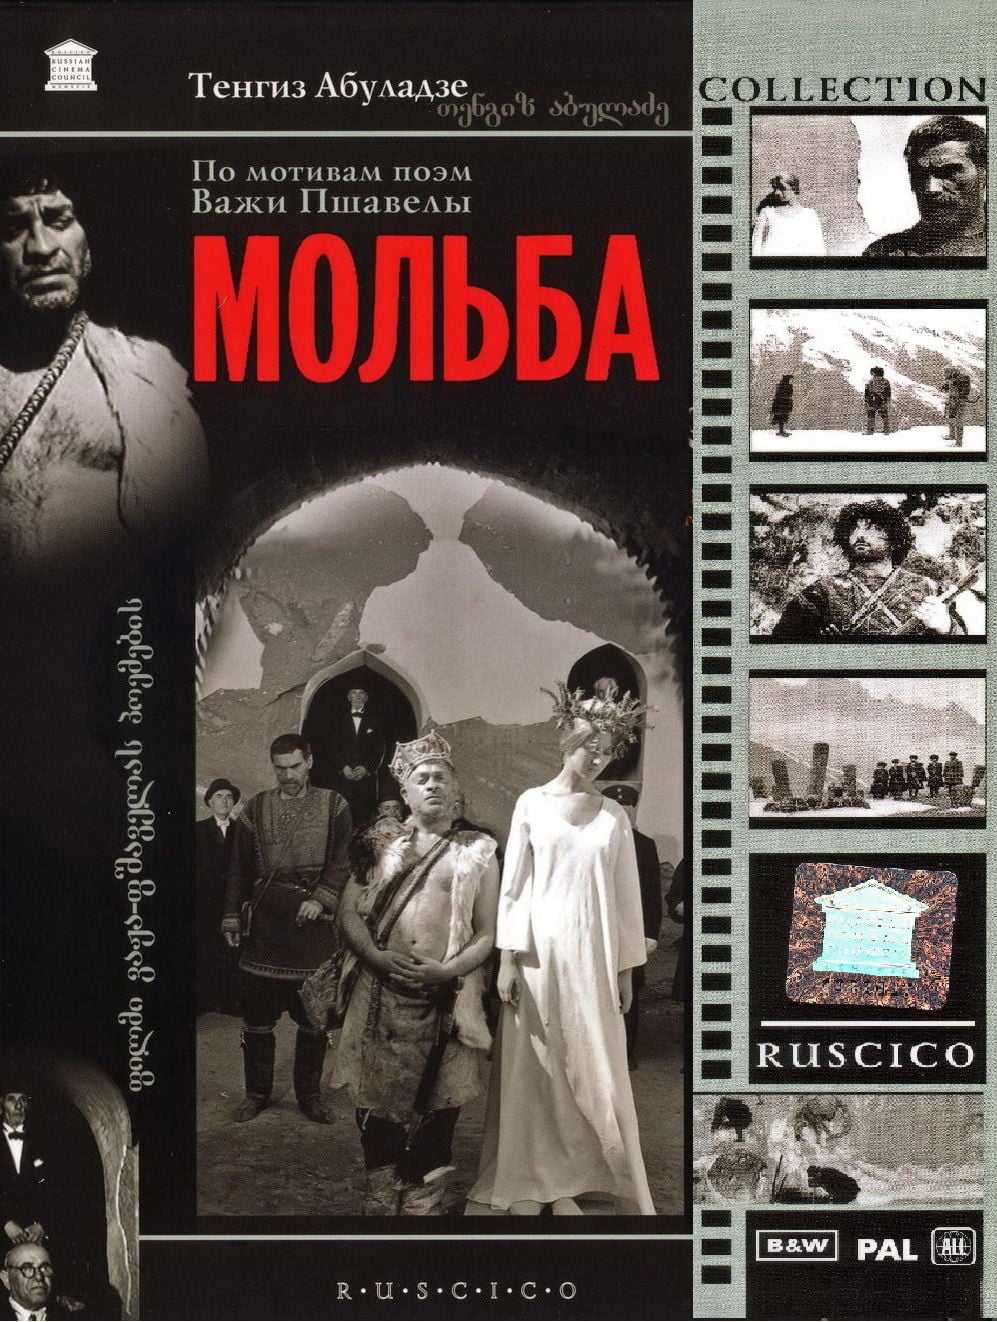 RUSSIAN
CINEMA
COUNCIL
Тенгиз Абуладзе
თენგიზ აბულაძე
По мотивам поэм
Важи Пшавелы
МОЛЬБА
COLLECTION
RUSCICO
B&W PAL ALL
R·U·S·C·I·C·O